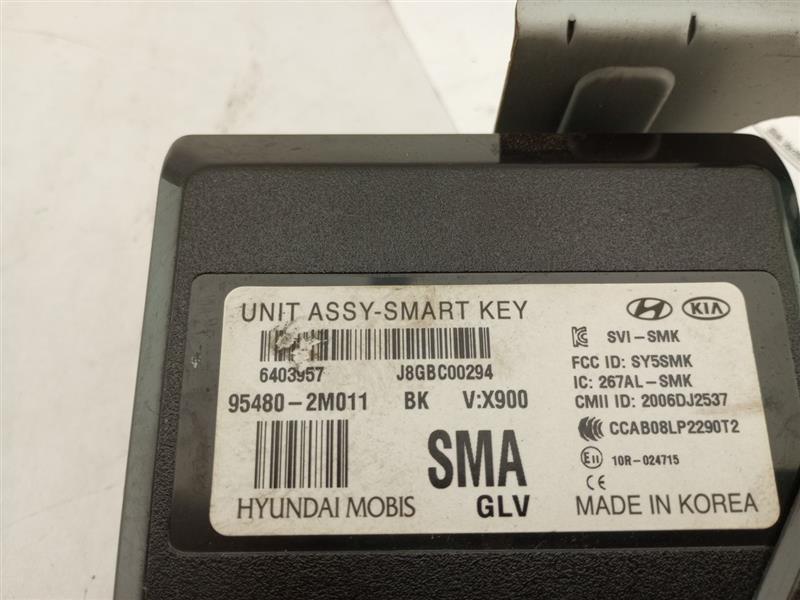 UNIT ASSY-SMART KEY
KIA
SVI-SMK
6403957 J8GBC00294
FCC ID: SY5SMK
IC: 267AL-SMK
95480-2M011 BK V:X900
CMII ID: 2006DJ2537
CCAB08LP2290T2
SMA
E11 10R-024715
CE
HYUNDAI MOBIS GLV MADE IN KOREA